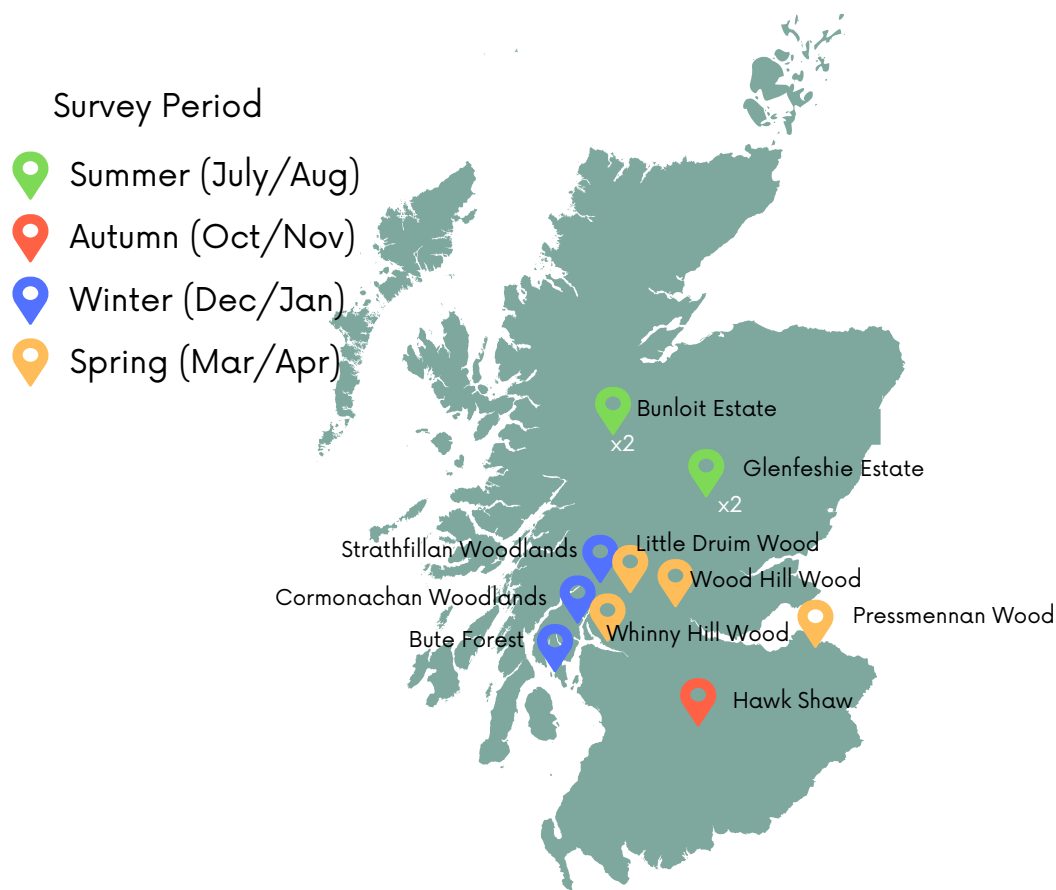 Survey Period
Summer (July/Aug)
Autumn (Oct/Nov)
Winter (Dec/Jan)
Spring (Mar/Apr)
Bunloit Estate
x2
Glenfeshie Estate
x2
Strathfillan Woodlands
Little Druim Wood
Wood Hill Wood
Cormonachan Woodlands
Pressmennan Wood
Bute Forest
Whinny Hill Wood
Hawk Shaw